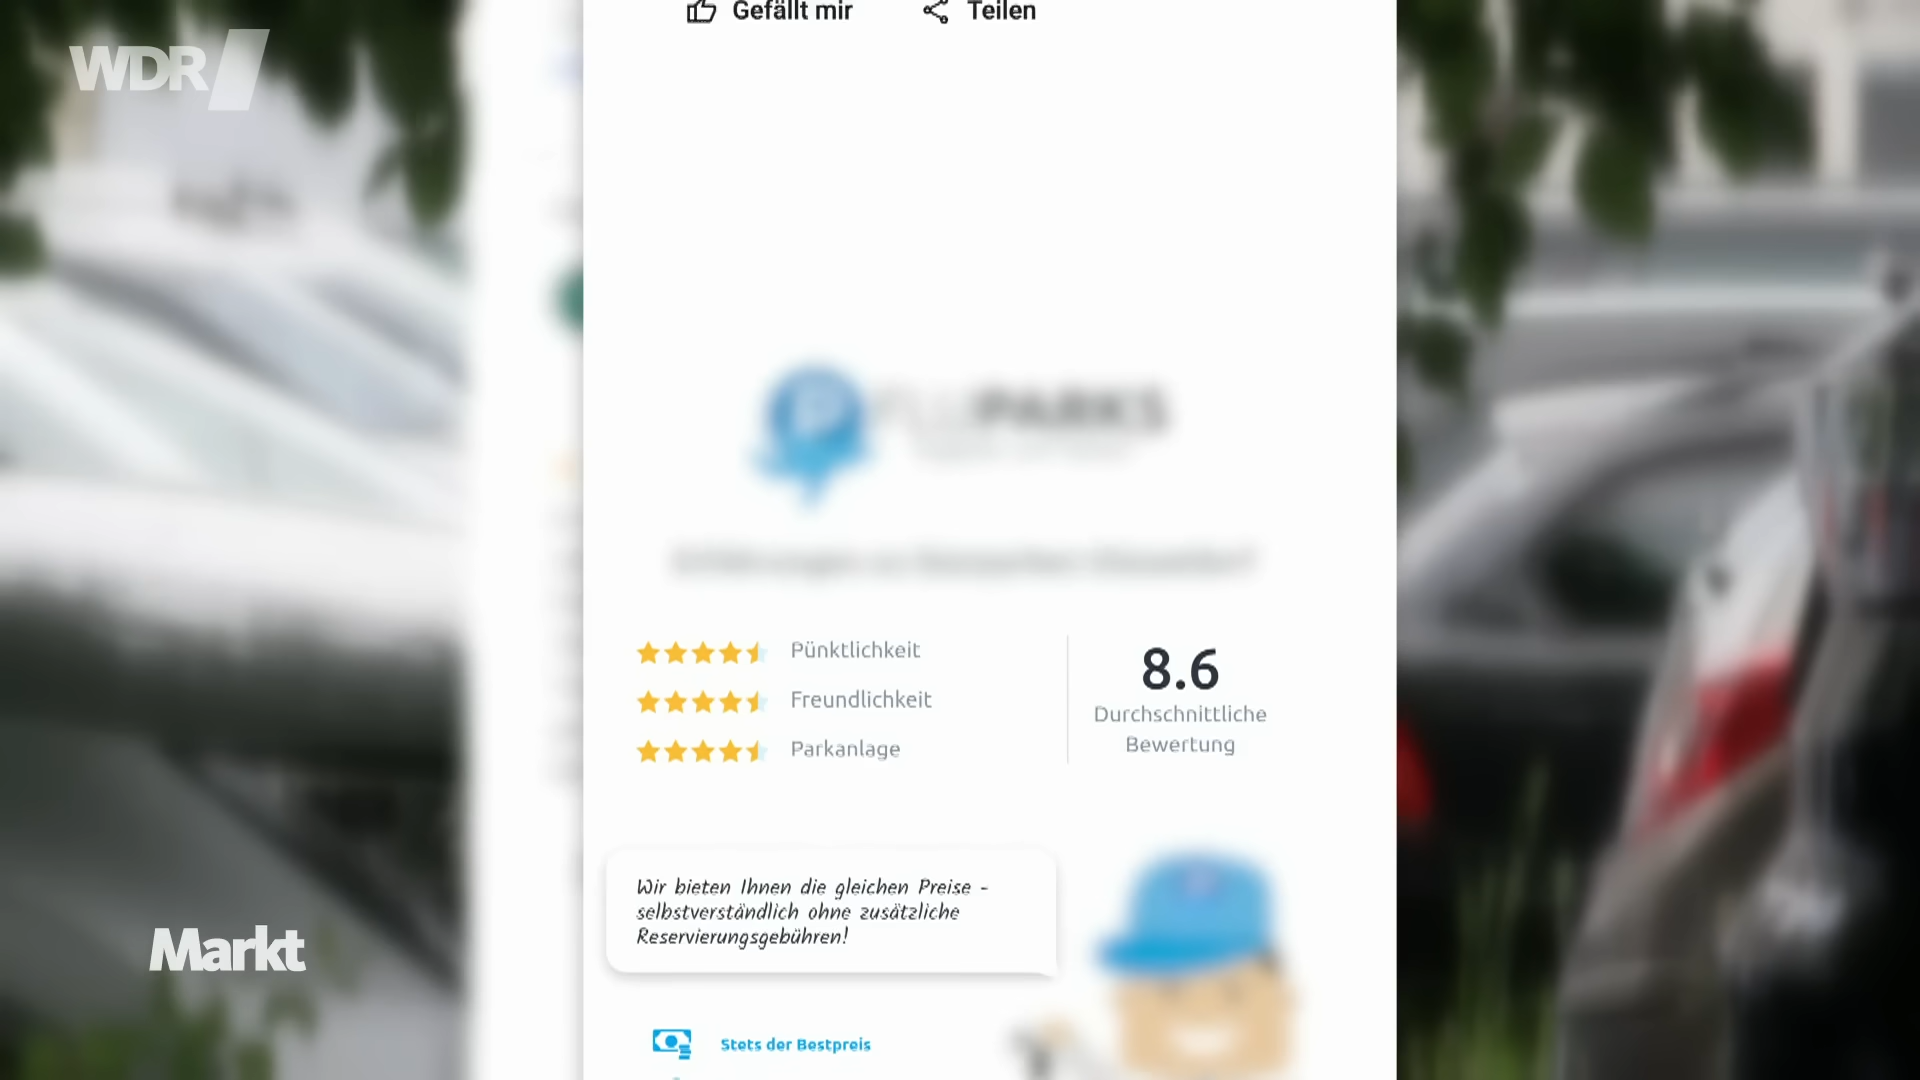 Gefällt mir
Teilen
WDR
PARKS
Pünktlichkeit
Freundlichkeit
Parkanlage
8.6
Durchschnittliche
Bewertung
Wir bieten Ihnen die gleichen Preise -
selbstverständlich ohne zusätzliche
Reservierungsgebühren!
Stets der Bestpreis
Markt